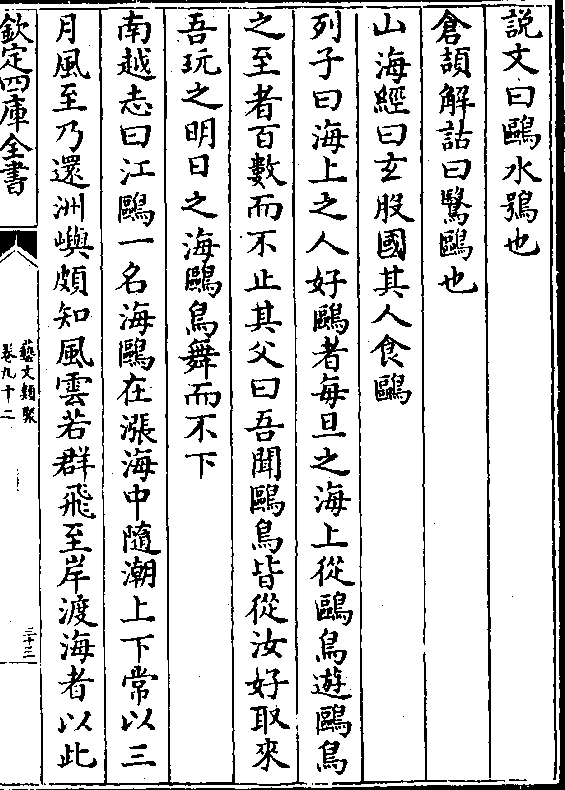 說文曰鷗水鴞也
倉頡解詁曰鷖鷗也
山海經曰玄股國其人食鷗
列子曰海上之人好鷗者每旦之海上從鷗鳥遊鷗鳥
之至者百數而不止其父曰吾聞鷗鳥皆從汝好取來
吾玩之明日之海鷗鳥舞而不下
南越志曰江鷗一名海鷗在漲海中隨潮上下常以三
月風至乃還洲嶼頗知風雲若群飛至岸渡海者以此
欽定四庫全書
藝文類聚
卷九十二
三十三